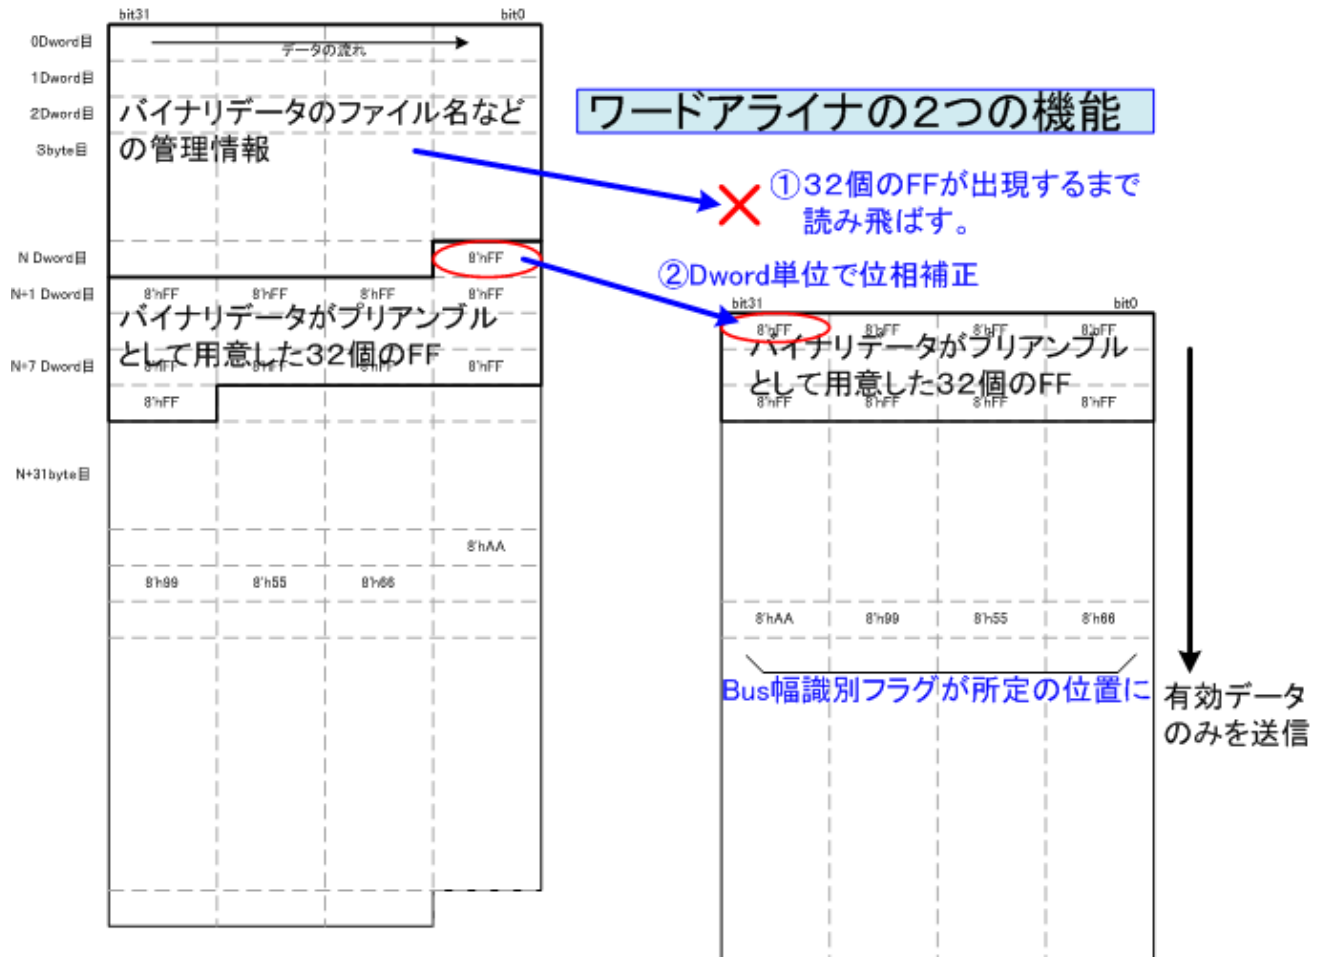 bit31 bit0
0Dword目
データの流れ
1Dword目
2Dword目
バイナリデータのファイル名など
の管理情報
3byte目
ワードアライナの2つの機能
①32個のFFが出現するまで
読み飛ばす。
N Dword目
8'hFF
②Dword単位で位相補正
N+1 Dword目
8'hFF 8'hFF 8'hFF 8'hFF
バイナリデータがプリアンブル
として用意した32個のFF
N+7 Dword目
8'hFF 8'hFF 8'hFF 8'hFF
8'hFF
N+31byte目
8'hAA
8'h99 8'h55 8'h66
bit31 bit0
8'hFF 8'hFF 8'hFF 8'hFF
バイナリデータがプリアンブル
として用意した32個のFF
8'hFF 8'hFF 8'hFF 8'hFF
8'hAA 8'h99 8'h55 8'h66
Bus幅識別フラグが所定の位置に
有効データ
のみを送信